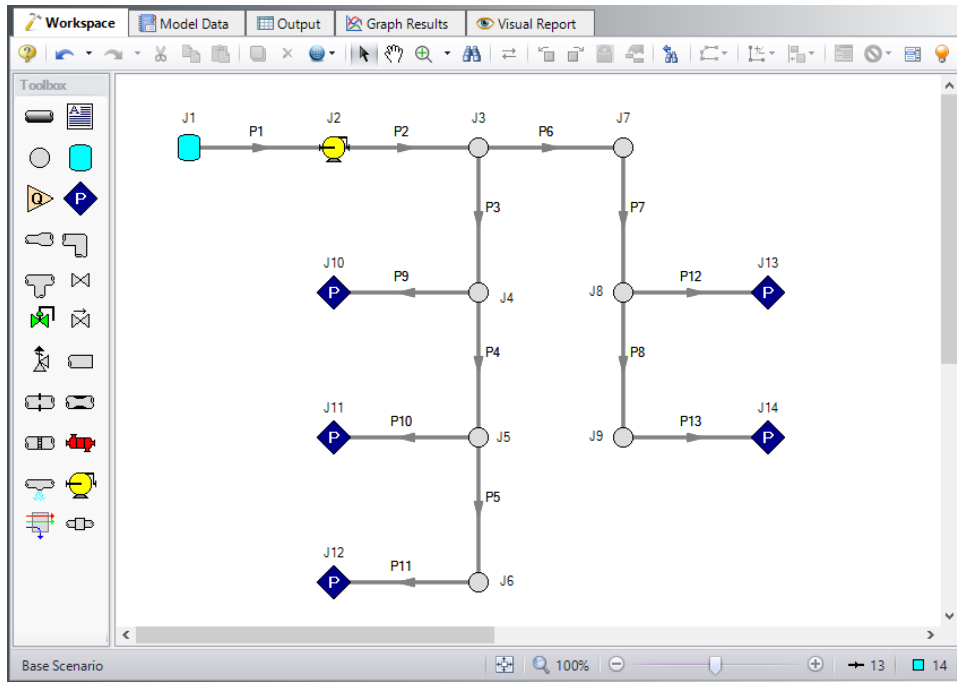 Workspace Model Data Output Graph Results Visual Report
Toolbox
A
Q P
J1 P1 J2 P2 J3 P6 J7
P3 P7
J10 P9 J4 J8 P12 J13
P P
P4 P8
J11 P10 J5 J9 P13 J14
P P
P5
J12 P11 J6
P
Base Scenario 100% 13 14